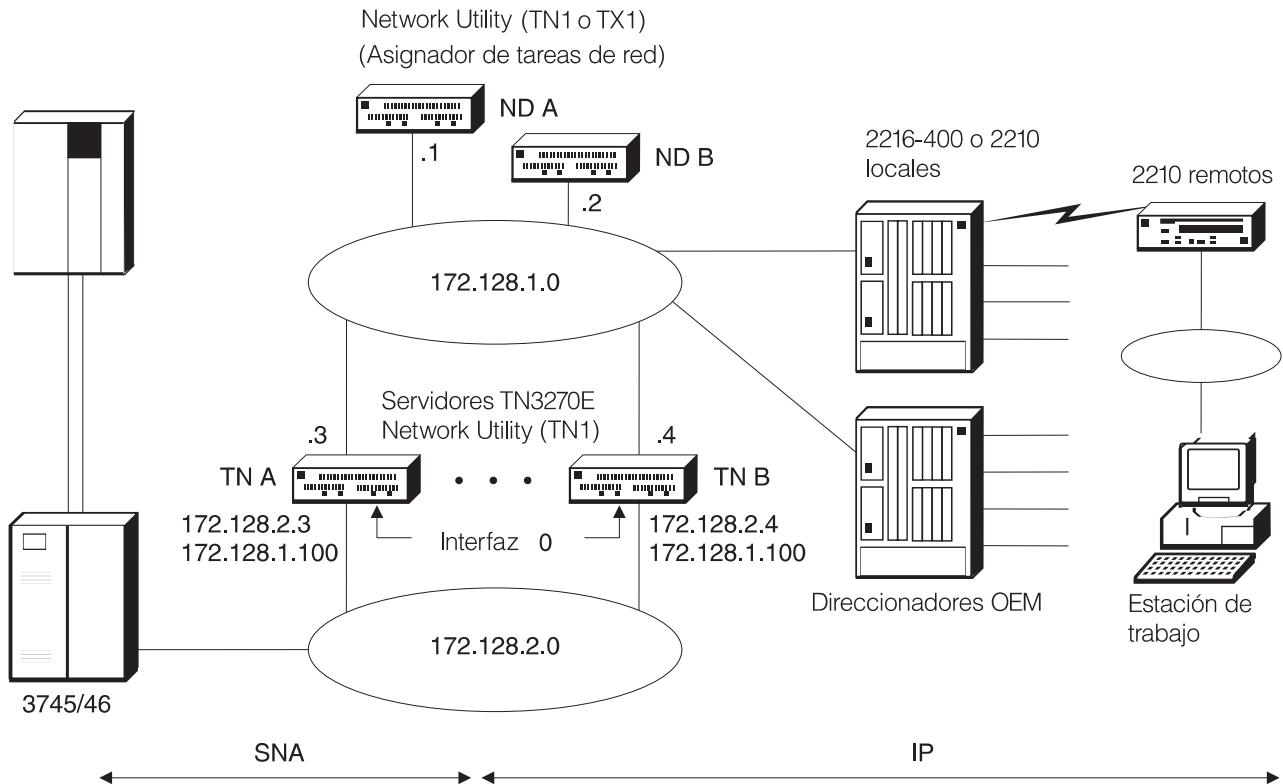 Network Utility (TN1 o TX1)
(Asignador de tareas de red)
ND A
.1
ND B
.2
2216-400 o 2210
locales
2210 remotos
172.128.1.0
Servidores TN3270E
Network Utility (TN1)
.3
.4
TN A
TN B
172.128.2.3
172.128.1.100
Interfaz 0
172.128.2.4
172.128.1.100
Direccionadores OEM
Estación de
trabajo
172.128.2.0
3745/46
SNA
IP